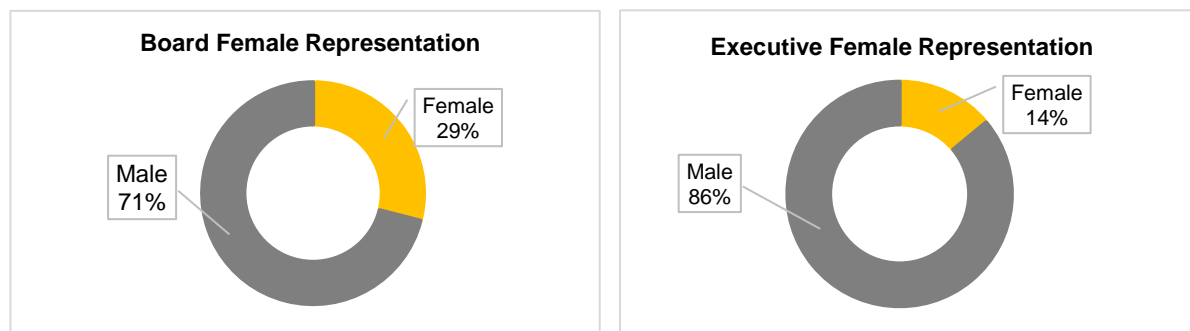 Board Female Representation
Female
29%
Male
71%
Executive Female Representation
Female
14%
Male
86%